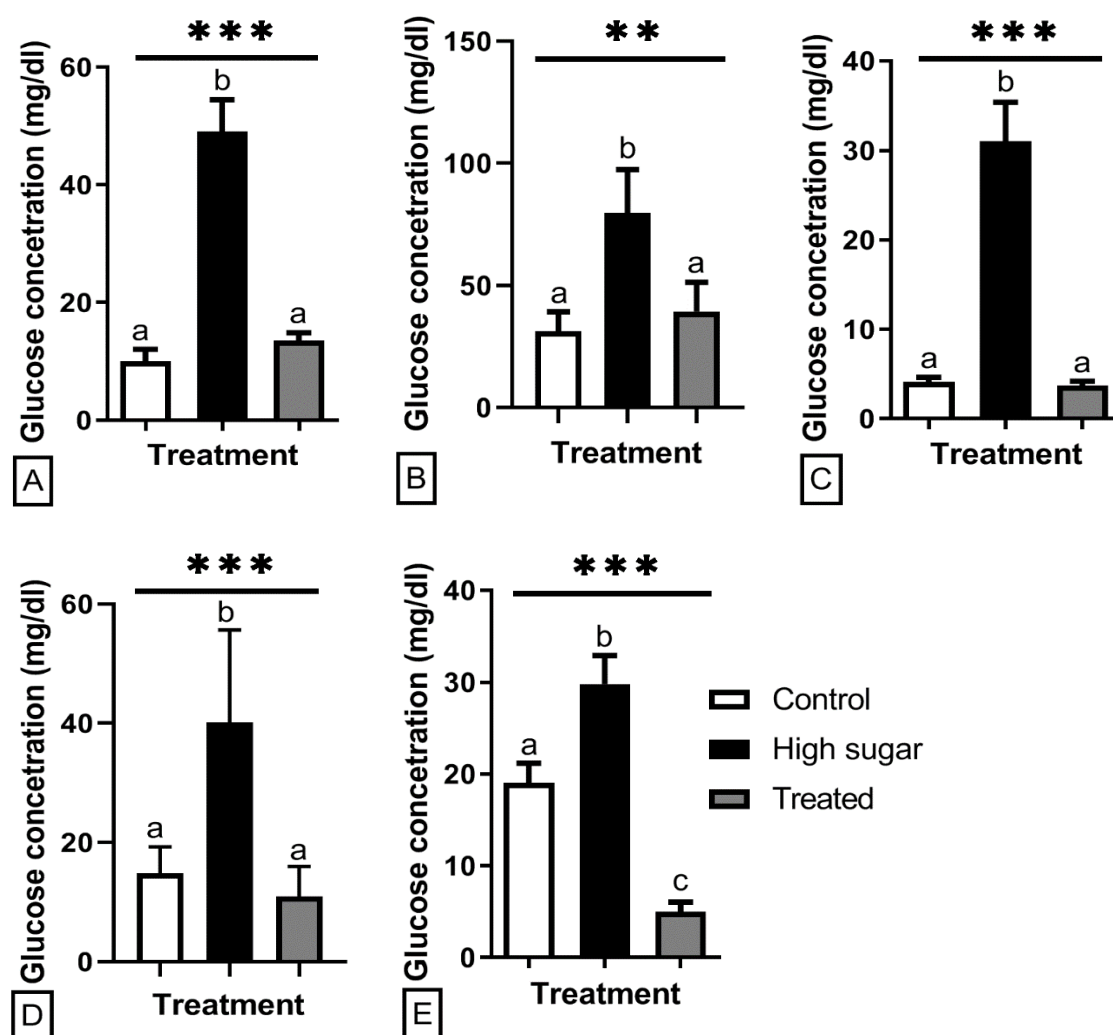 ***
Glucose concetration (mg/dl)
60
40
20
0
a
b
a
Treatment
A
**
Glucose concetration (mg/dl)
150
100
50
0
a
b
a
Treatment
B
***
Glucose concetration (mg/dl)
40
30
20
10
0
a
b
a
Treatment
C
***
Glucose concetration (mg/dl)
60
40
20
0
a
b
a
Treatment
D
***
Glucose concetration (mg/dl)
40
30
20
10
0
a
b
c
Treatment
E
Control
High sugar
Treated